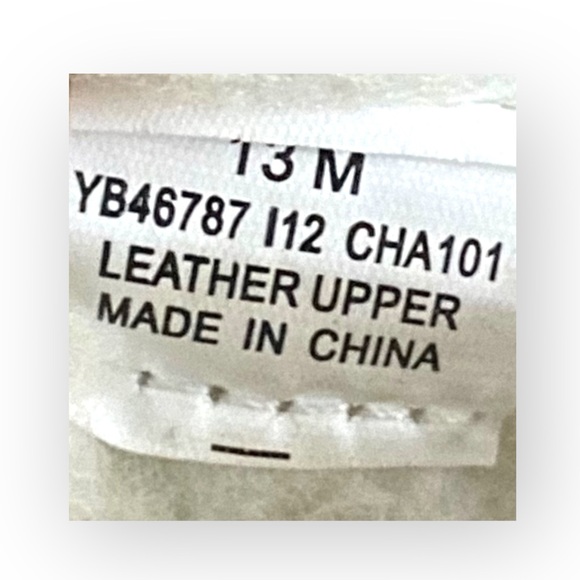 13 M
YB46787 I12 CHA101
LEATHER UPPER
MADE IN CHINA